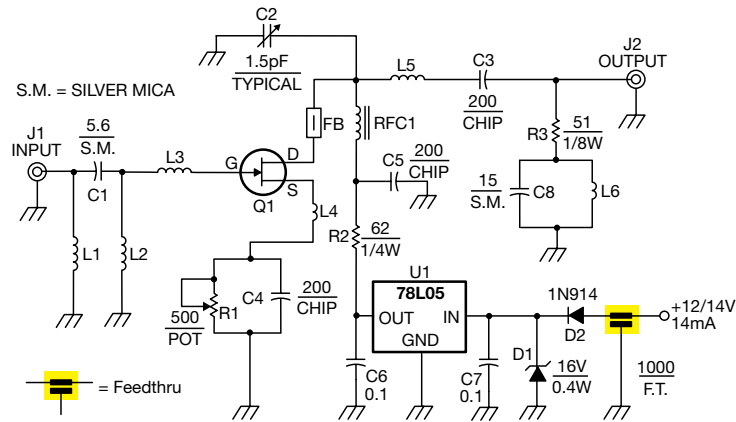 C2
1.5pF
TYPICAL
S.M. = SILVER MICA
L5
C3
200
CHIP
J2
OUTPUT
FB
RFC1
R3
51
1/8W
J1
INPUT
5.6
S.M.
C1
L3
G
D
S
Q1
C5
200
CHIP
15
S.M.
C8
L6
L4
L1
L2
R2
62
1/4W
500
POT
R1
C4
200
CHIP
U1
78L05
OUT
IN
GND
1N914
D2
+12/14V
14mA
D1
16V
0.4W
1000
F.T.
C6
0.1
C7
0.1
= Feedthru